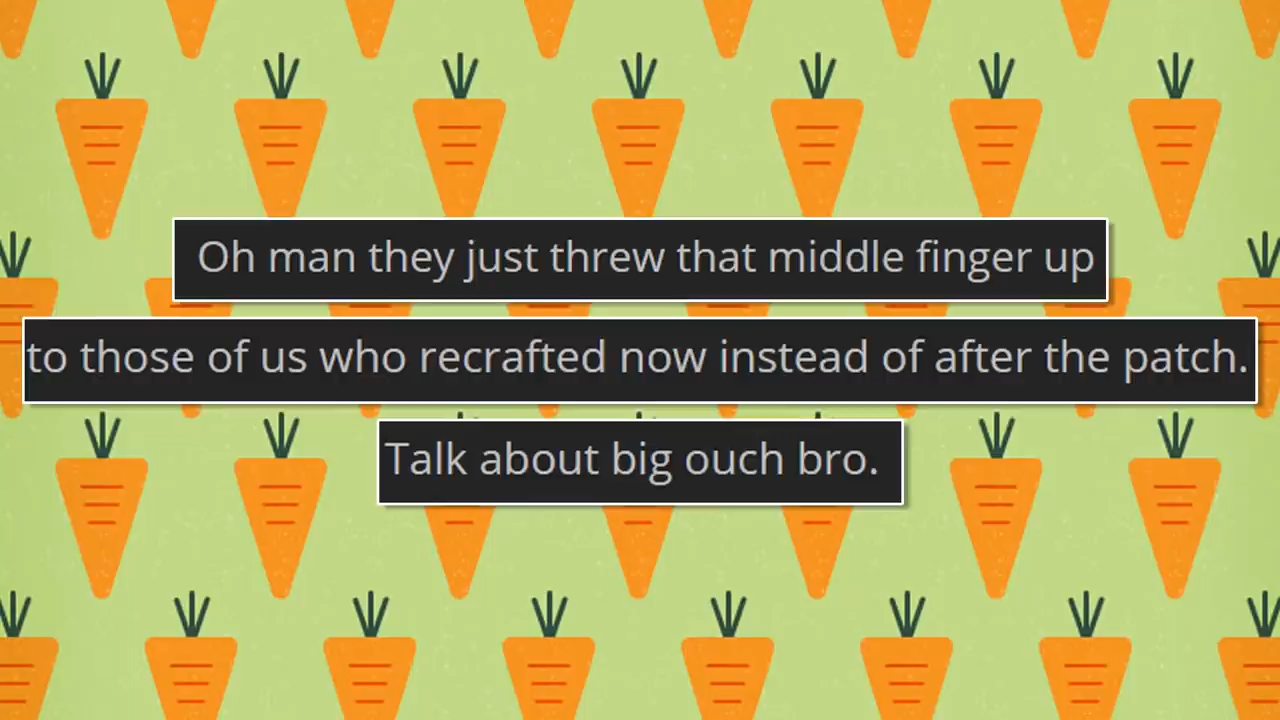 Oh man they just threw that middle finger up
to those of us who recrafted now instead of after the patch.
Talk about big ouch bro.